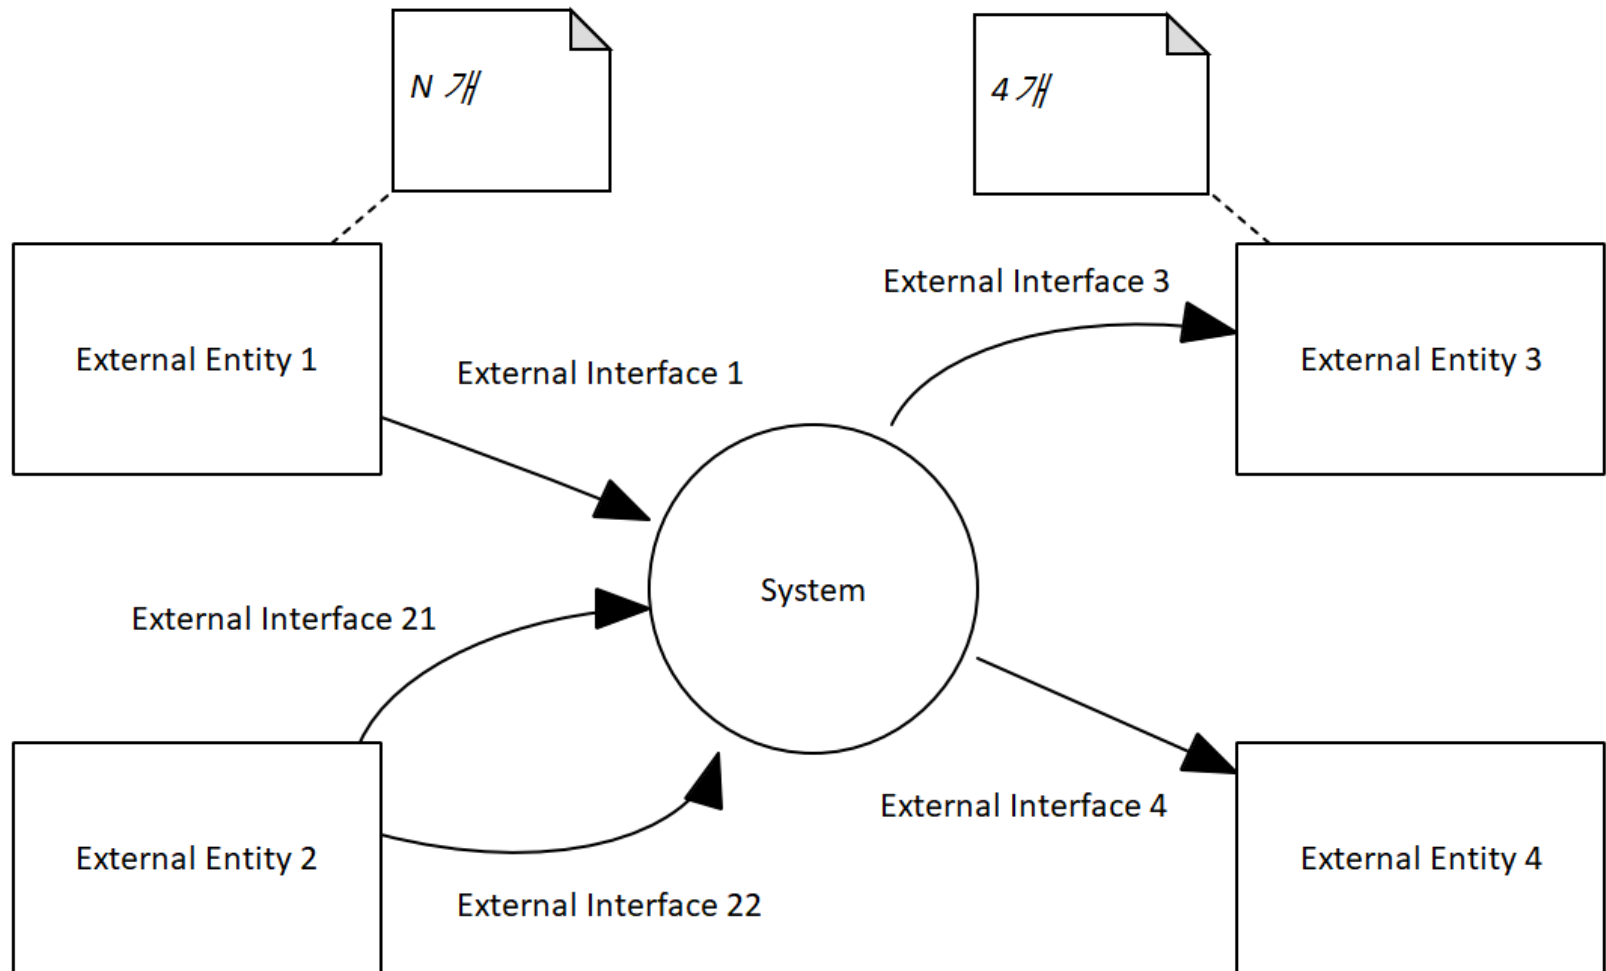 N 개
4개
External Interface 3
External Entity 1
External Interface 1
External Entity 3
System
External Interface 21
External Interface 4
External Entity 2
External Entity 4
External Interface 22